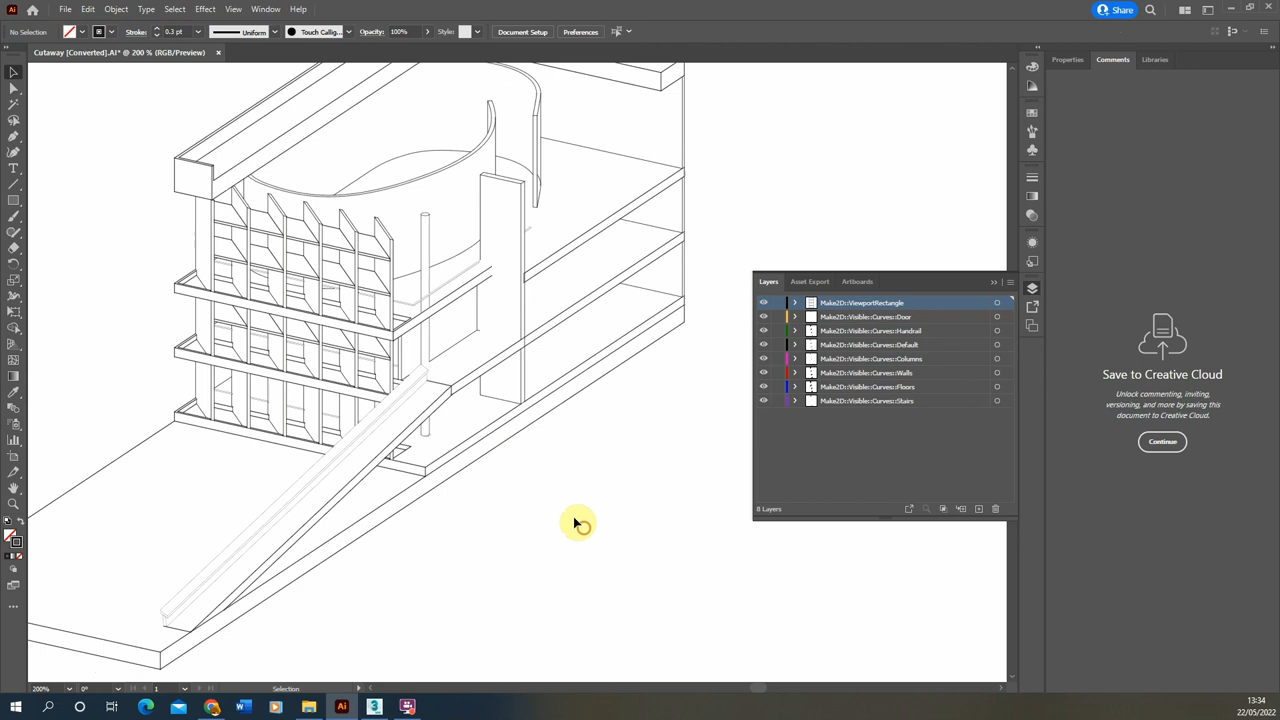 Ai File Edit Object Type Select Effect View Window Help Share
No Selection Stroke: 0.3 pt Uniform Touch Callig... Opacity: 100% Style: Document Setup Preferences
Cutaway [Converted].AI* @ 200 % (RGB/Preview) ×
Properties Comments Libraries
Layers Asset Export Artboards
Make2D::ViewportRectangle
Make2D::Visible::Curves::Door
Make2D::Visible::Curves::Handrail
Make2D::Visible::Curves::Default
Make2D::Visible::Curves::Columns
Make2D::Visible::Curves::Walls
Make2D::Visible::Curves::Floors
Make2D::Visible::Curves::Stairs
8 Layers
Save to Creative Cloud
Unlock commenting, inviting,
versioning, and more by saving this
document to Creative Cloud.
Continue
200% 0° 1 Selection
Ai 3
13:34
22/05/2022